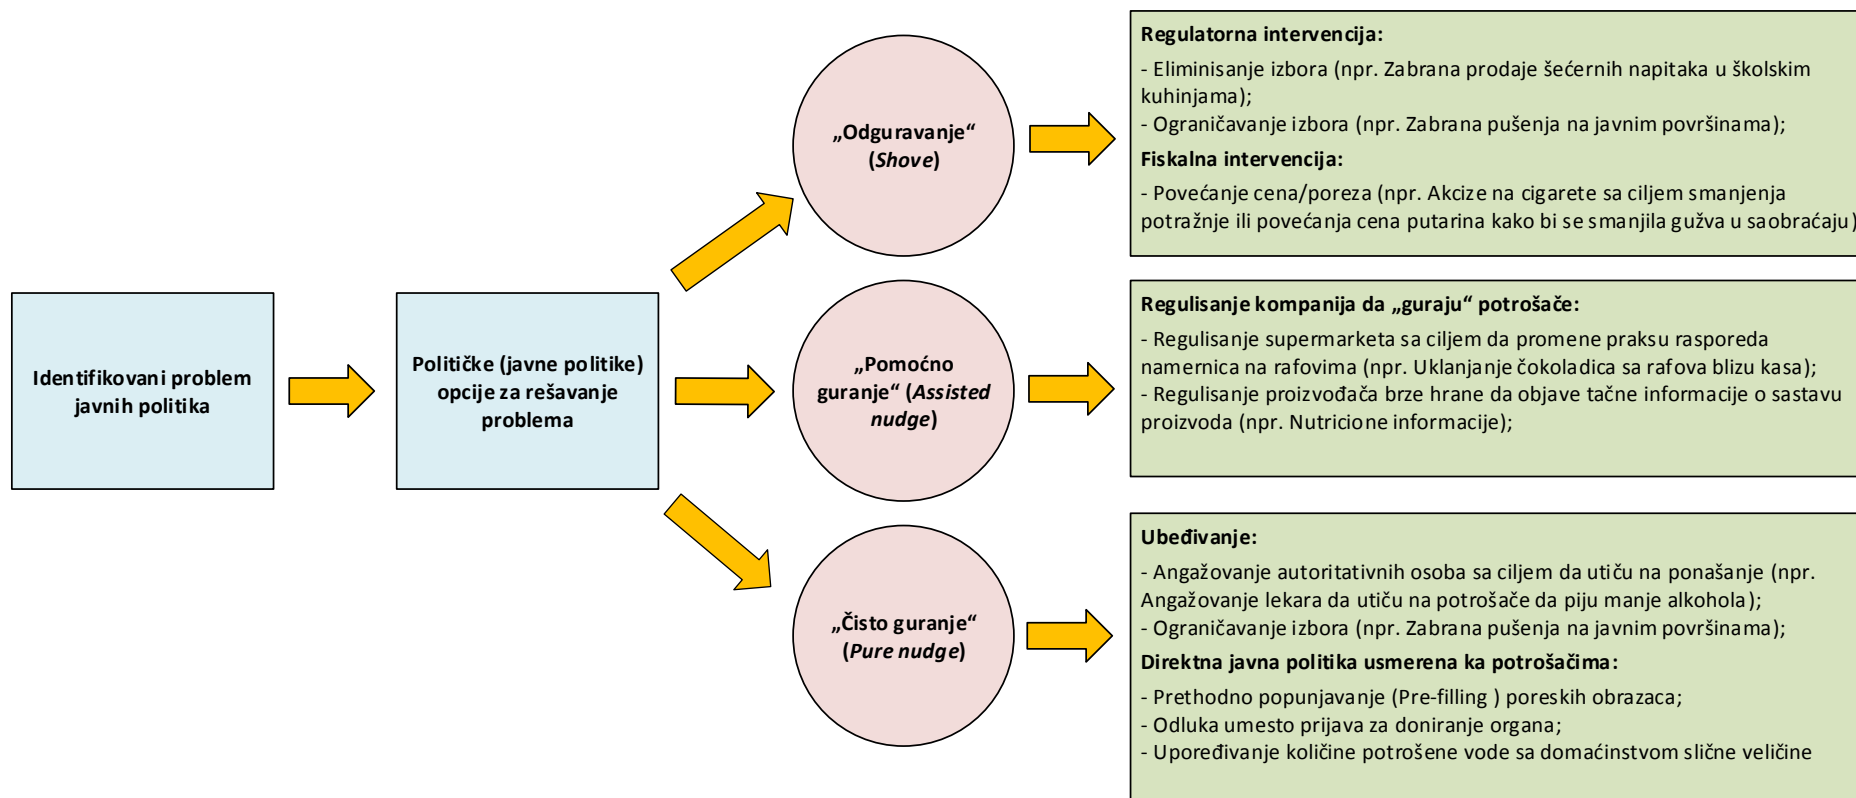 Identifikovani problem
javnih politika
Političke (javne politike)
opcije za rešavanje
problema
„Odguravanje“
(Shove)
Regulatorna intervencija:
- Eliminisanje izbora (npr. Zabrana prodaje šećernih napitaka u školskim
kuhinjama);
- Ograničavanje izbora (npr. Zabrana pušenja na javnim površinama);
Fiskalna intervencija:
- Povećanje cena/poreza (npr. Akcize na cigarete sa ciljem smanjenja
potražnje ili povećanja cena putarina kako bi se smanjila gužva u saobraćaju)
„Pomoćno
guranje“ (Assisted
nudge)
Regulisanje kompanija da „guraju“ potrošače:
- Regulisanje supermarketa sa ciljem da promene praksu rasporeda
namernica na rafovima (npr. Uklanjanje čokoladica sa rafova blizu kasa);
- Regulisanje proizvođača brze hrane da objave tačne informacije o sastavu
proizvoda (npr. Nutricione informacije);
„Čisto guranje“
(Pure nudge)
Ubeđivanje:
- Angažovanje autoritativnih osoba sa ciljem da utiču na ponašanje (npr.
Angažovanje lekara da utiču na potrošače da piju manje alkohola);
- Ograničavanje izbora (npr. Zabrana pušenja na javnim površinama);
Direktna javna politika usmerena ka potrošačima:
- Prethodno popunjavanje (Pre-filling ) poreskih obrazaca;
- Odluka umesto prijava za doniranje organa;
- Upoređivanje količine potrošene vode sa domaćinstvom slične veličine